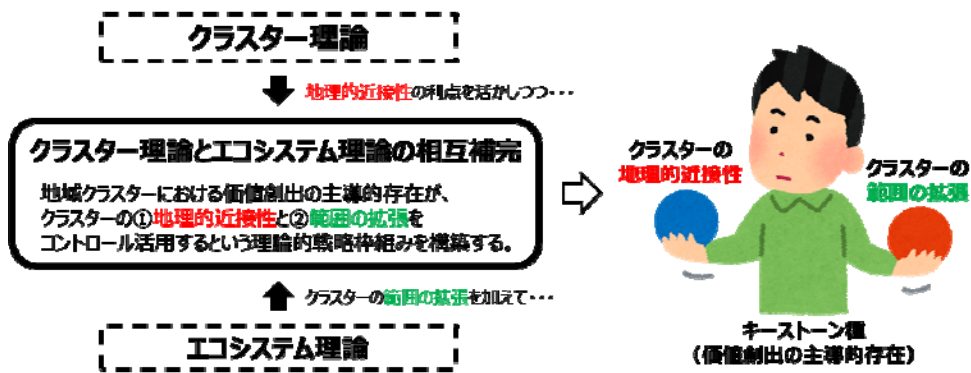 クラスター理論
地理的近接性の利点を活かしつつ・・・
クラスター理論とエコシステム理論の相互補完
地域クラスターにおける価値創出の主導的存在が、
クラスターの①地理的近接性と②範囲の拡張を
コントロール活用するという理論的戦略枠組みを構築する。
クラスターの範囲の拡張を加えて・・・
エコシステム理論
クラスターの
地理的近接性
クラスターの
範囲の拡張
キーストーン種
（価値創出の主導的存在）